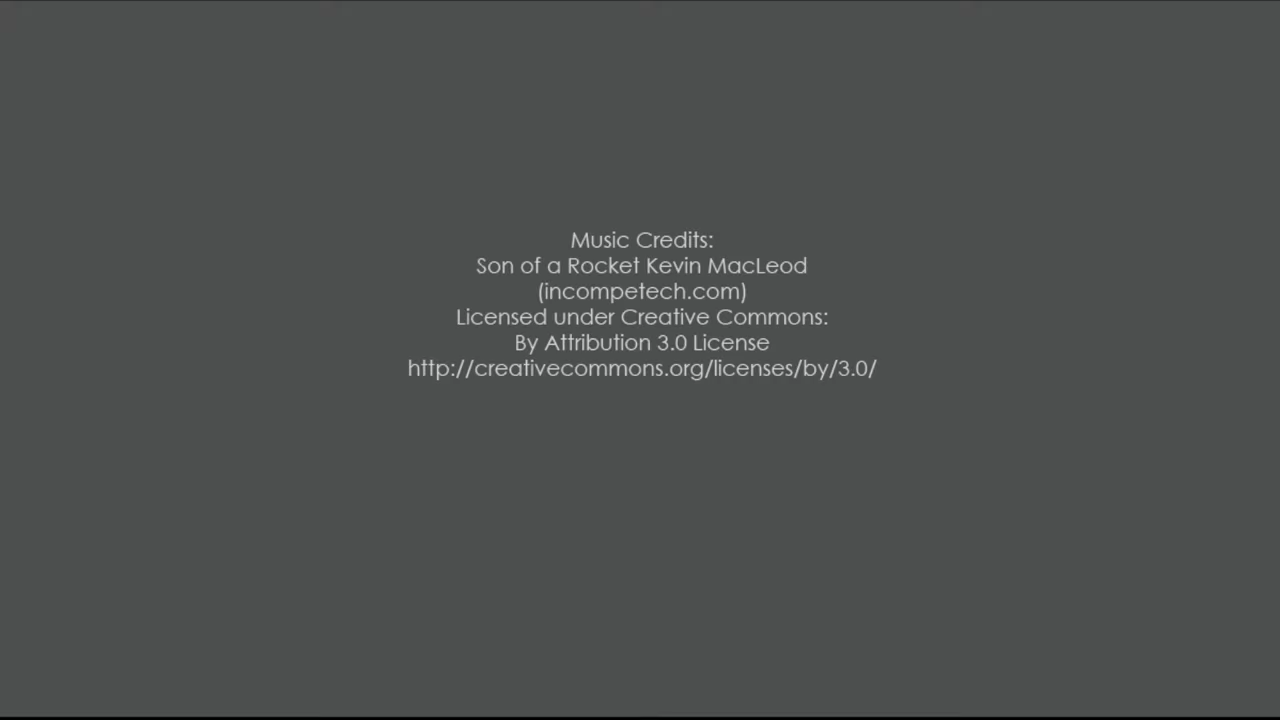 Music Credits:
Son of a Rocket Kevin MacLeod
(incompetech.com)
Licensed under Creative Commons:
By Attribution 3.0 License
http://creativecommons.org/licenses/by/3.0/